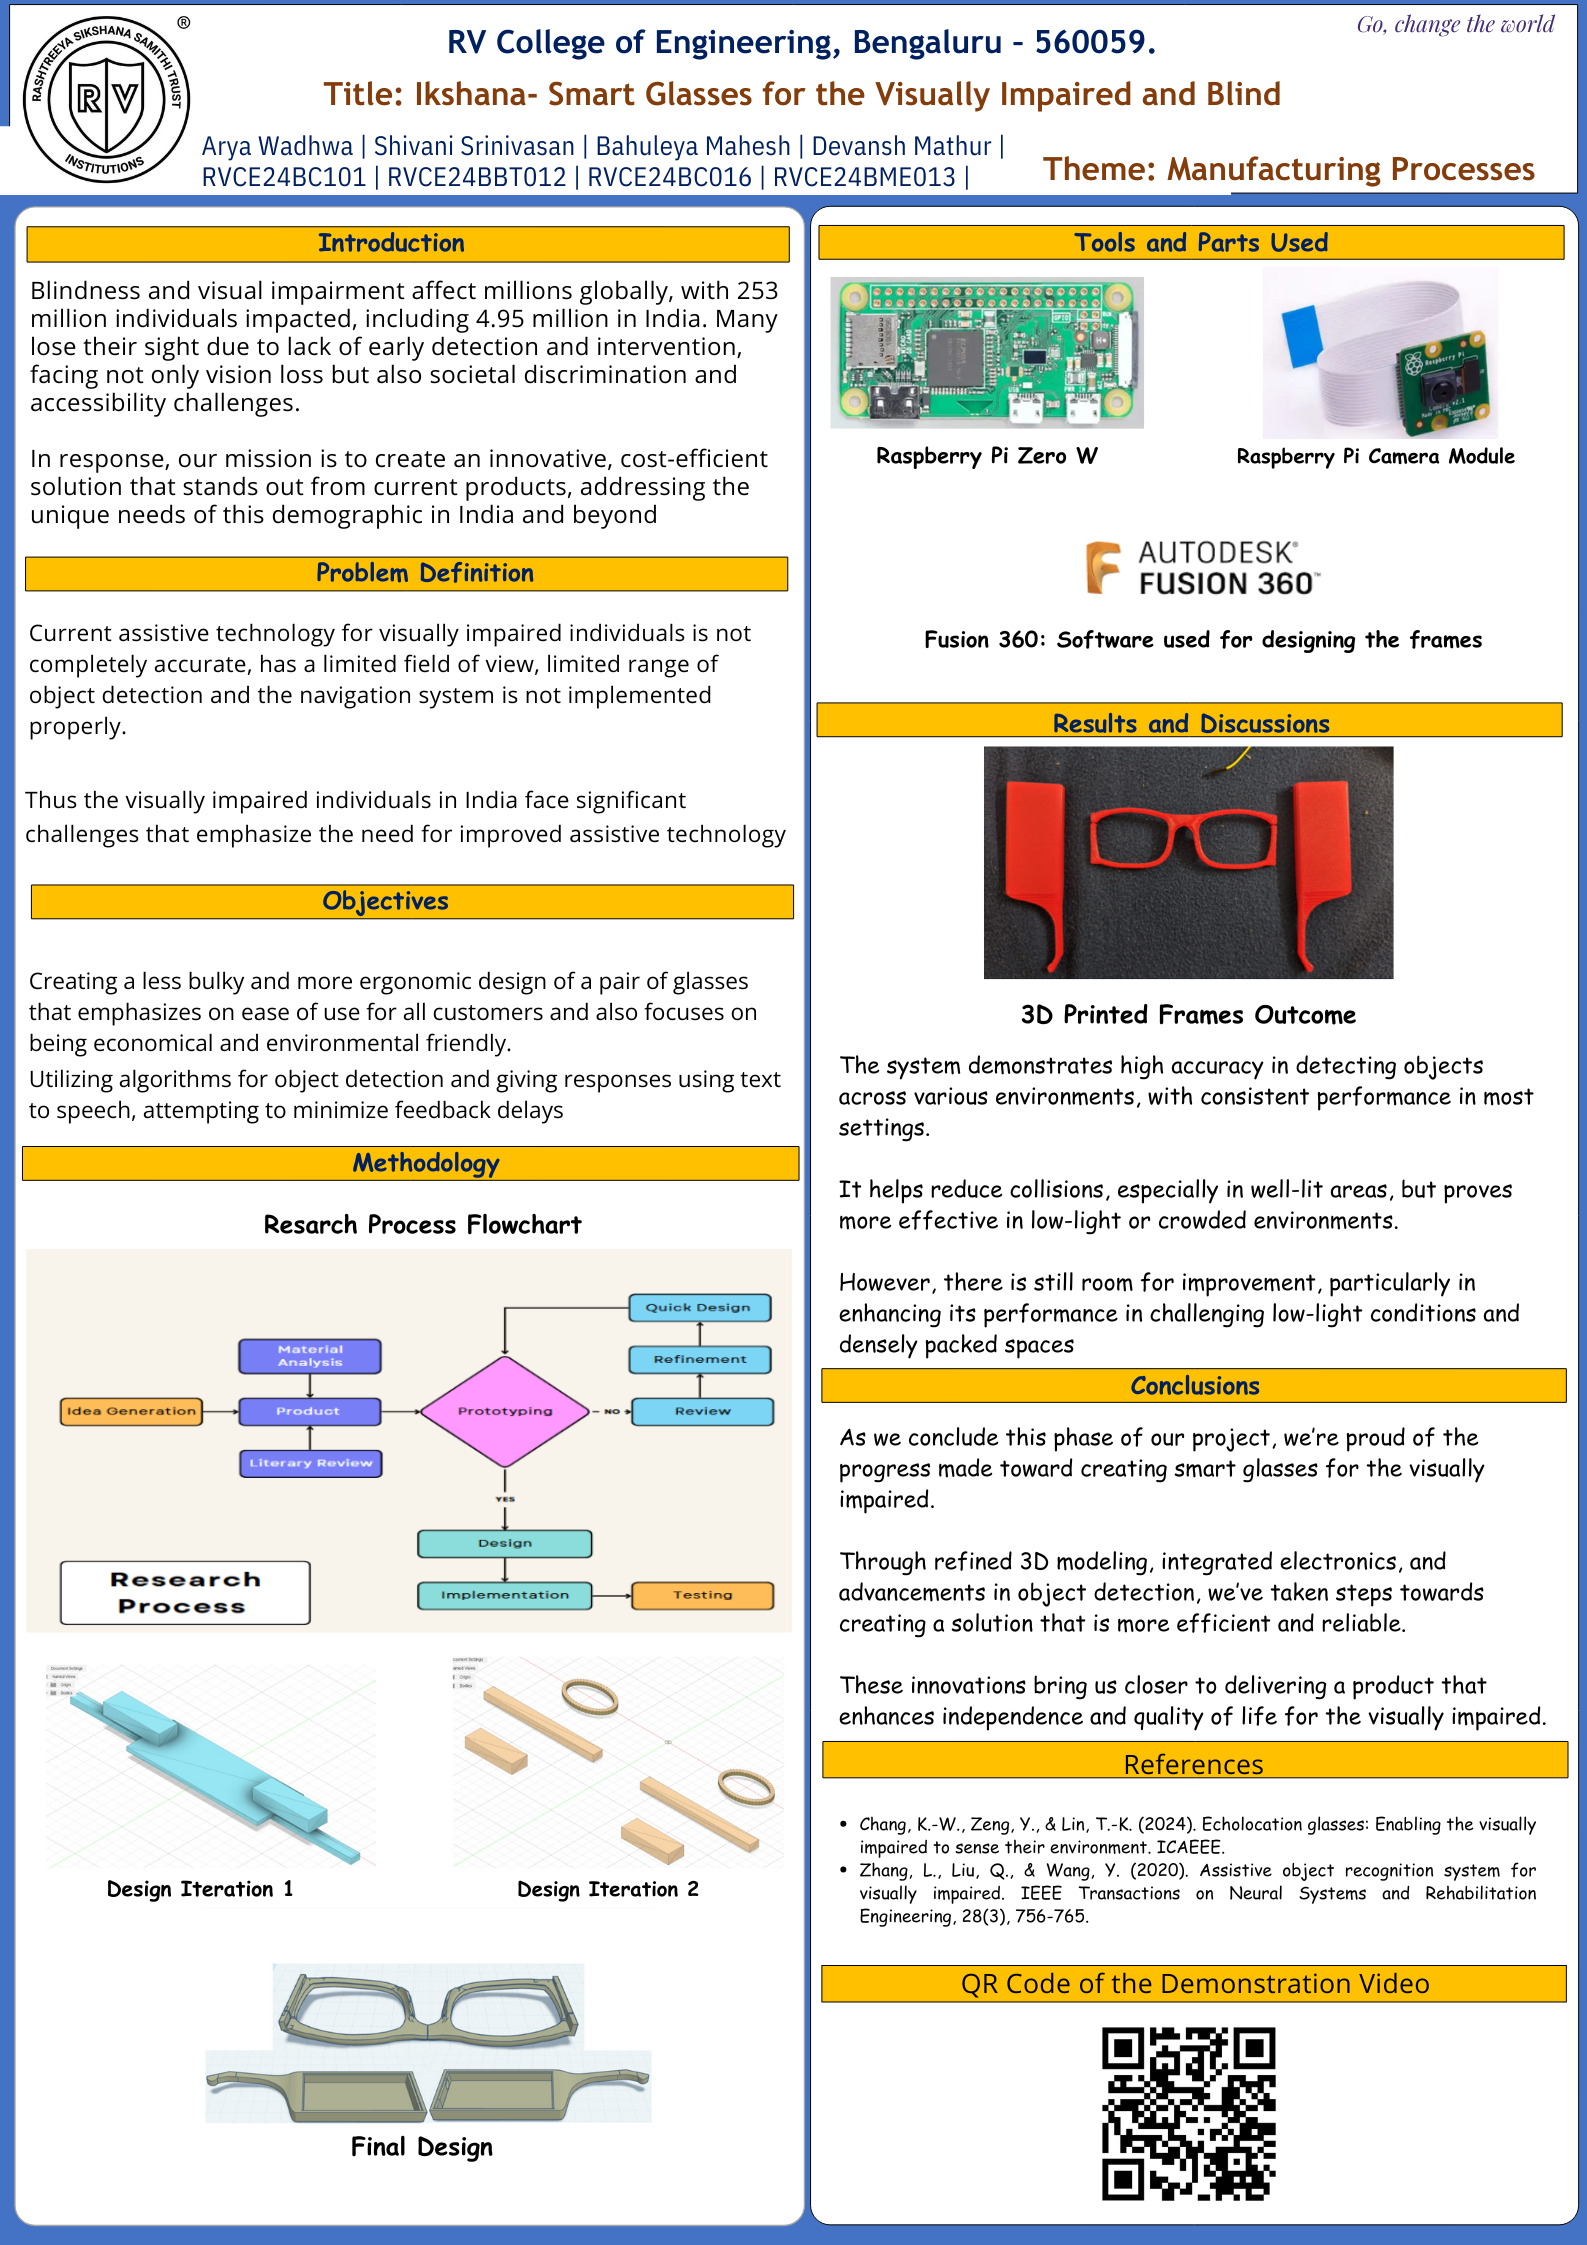 RASHTREEYA SIKSHANA SAMITHI TRUST
®
RV
INSTITUTIONS
Go, change the world
RV College of Engineering, Bengaluru - 560059.
Title: Ikshana- Smart Glasses for the Visually Impaired and Blind
Arya Wadhwa | Shivani Srinivasan | Bahuleya Mahesh | Devansh Mathur |
RVCE24BC101 | RVCE24BBT012 | RVCE24BC016 | RVCE24BME013 |
Theme: Manufacturing Processes
Introduction
Blindness and visual impairment affect millions globally, with 253
million individuals impacted, including 4.95 million in India. Many
lose their sight due to lack of early detection and intervention,
facing not only vision loss but also societal discrimination and
accessibility challenges.
In response, our mission is to create an innovative, cost-efficient
solution that stands out from current products, addressing the
unique needs of this demographic in India and beyond
Problem Definition
Current assistive technology for visually impaired individuals is not
completely accurate, has a limited field of view, limited range of
object detection and the navigation system is not implemented
properly.
Thus the visually impaired individuals in India face significant
challenges that emphasize the need for improved assistive technology
Objectives
Creating a less bulky and more ergonomic design of a pair of glasses
that emphasizes on ease of use for all customers and also focuses on
being economical and environmental friendly.
Utilizing algorithms for object detection and giving responses using text
to speech, attempting to minimize feedback delays
Methodology
Resarch Process Flowchart
Quick Design
Material
Analysis
Refinement
Idea Generation
Product
Prototyping
NO
Review
Literary Review
YES
Design
Implementation
Testing
Research
Process
Document Settings
Named Views
Origin
Bodies
Named Views
Origin
Bodies
Design Iteration 1
Design Iteration 2
Final Design
Tools and Parts Used
Raspberry Pi
Raspberry Pi Zero W
Raspberry Pi Camera Module
AUTODESK®
FUSION 360™
Fusion 360: Software used for designing the frames
Results and Discussions
3D Printed Frames Outcome
The system demonstrates high accuracy in detecting objects
across various environments, with consistent performance in most
settings.
It helps reduce collisions, especially in well-lit areas, but proves
more effective in low-light or crowded environments.
However, there is still room for improvement, particularly in
enhancing its performance in challenging low-light conditions and
densely packed spaces
Conclusions
As we conclude this phase of our project, we're proud of the
progress made toward creating smart glasses for the visually
impaired.
Through refined 3D modeling, integrated electronics, and
advancements in object detection, we've taken steps towards
creating a solution that is more efficient and reliable.
These innovations bring us closer to delivering a product that
enhances independence and quality of life for the visually impaired.
References
• Chang, K.-W., Zeng, Y., & Lin, T.-K. (2024). Echolocation glasses: Enabling the visually
impaired to sense their environment. ICAEEE.
• Zhang, L., Liu, Q., & Wang, Y. (2020). Assistive object recognition system for
visually impaired. IEEE Transactions on Neural Systems and Rehabilitation
Engineering, 28(3), 756-765.
QR Code of the Demonstration Video